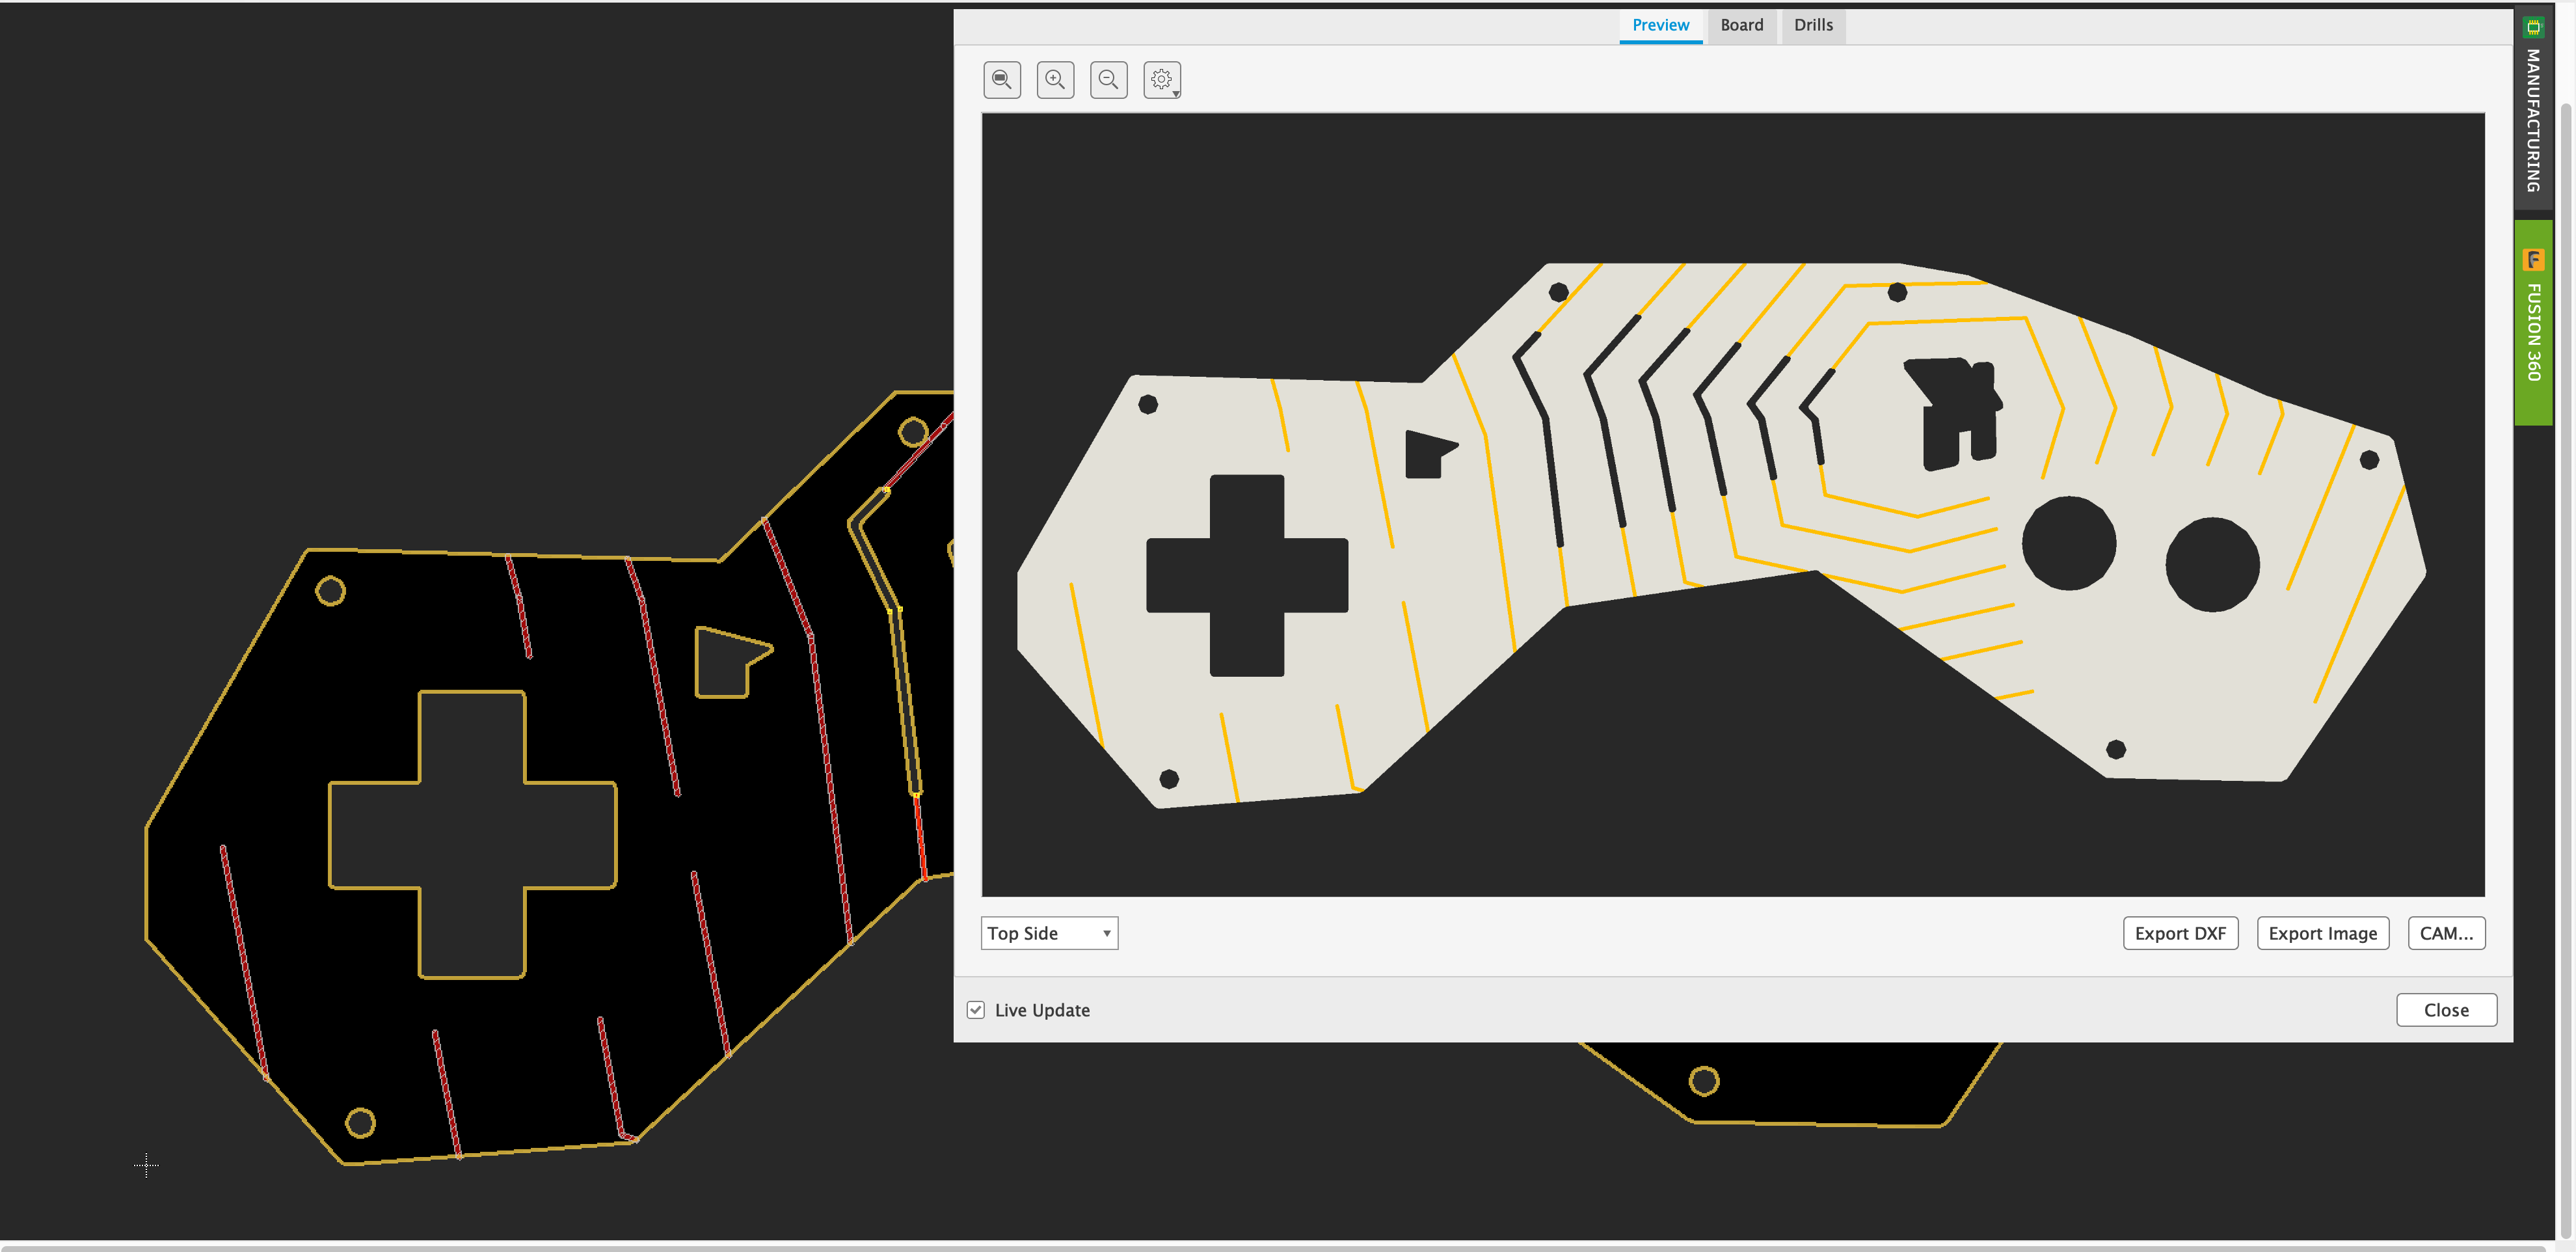 Preview
Board
Drills
MANUFACTURING
FUSION 360
Top Side
Export DXF
Export Image
CAM...
Live Update
Close